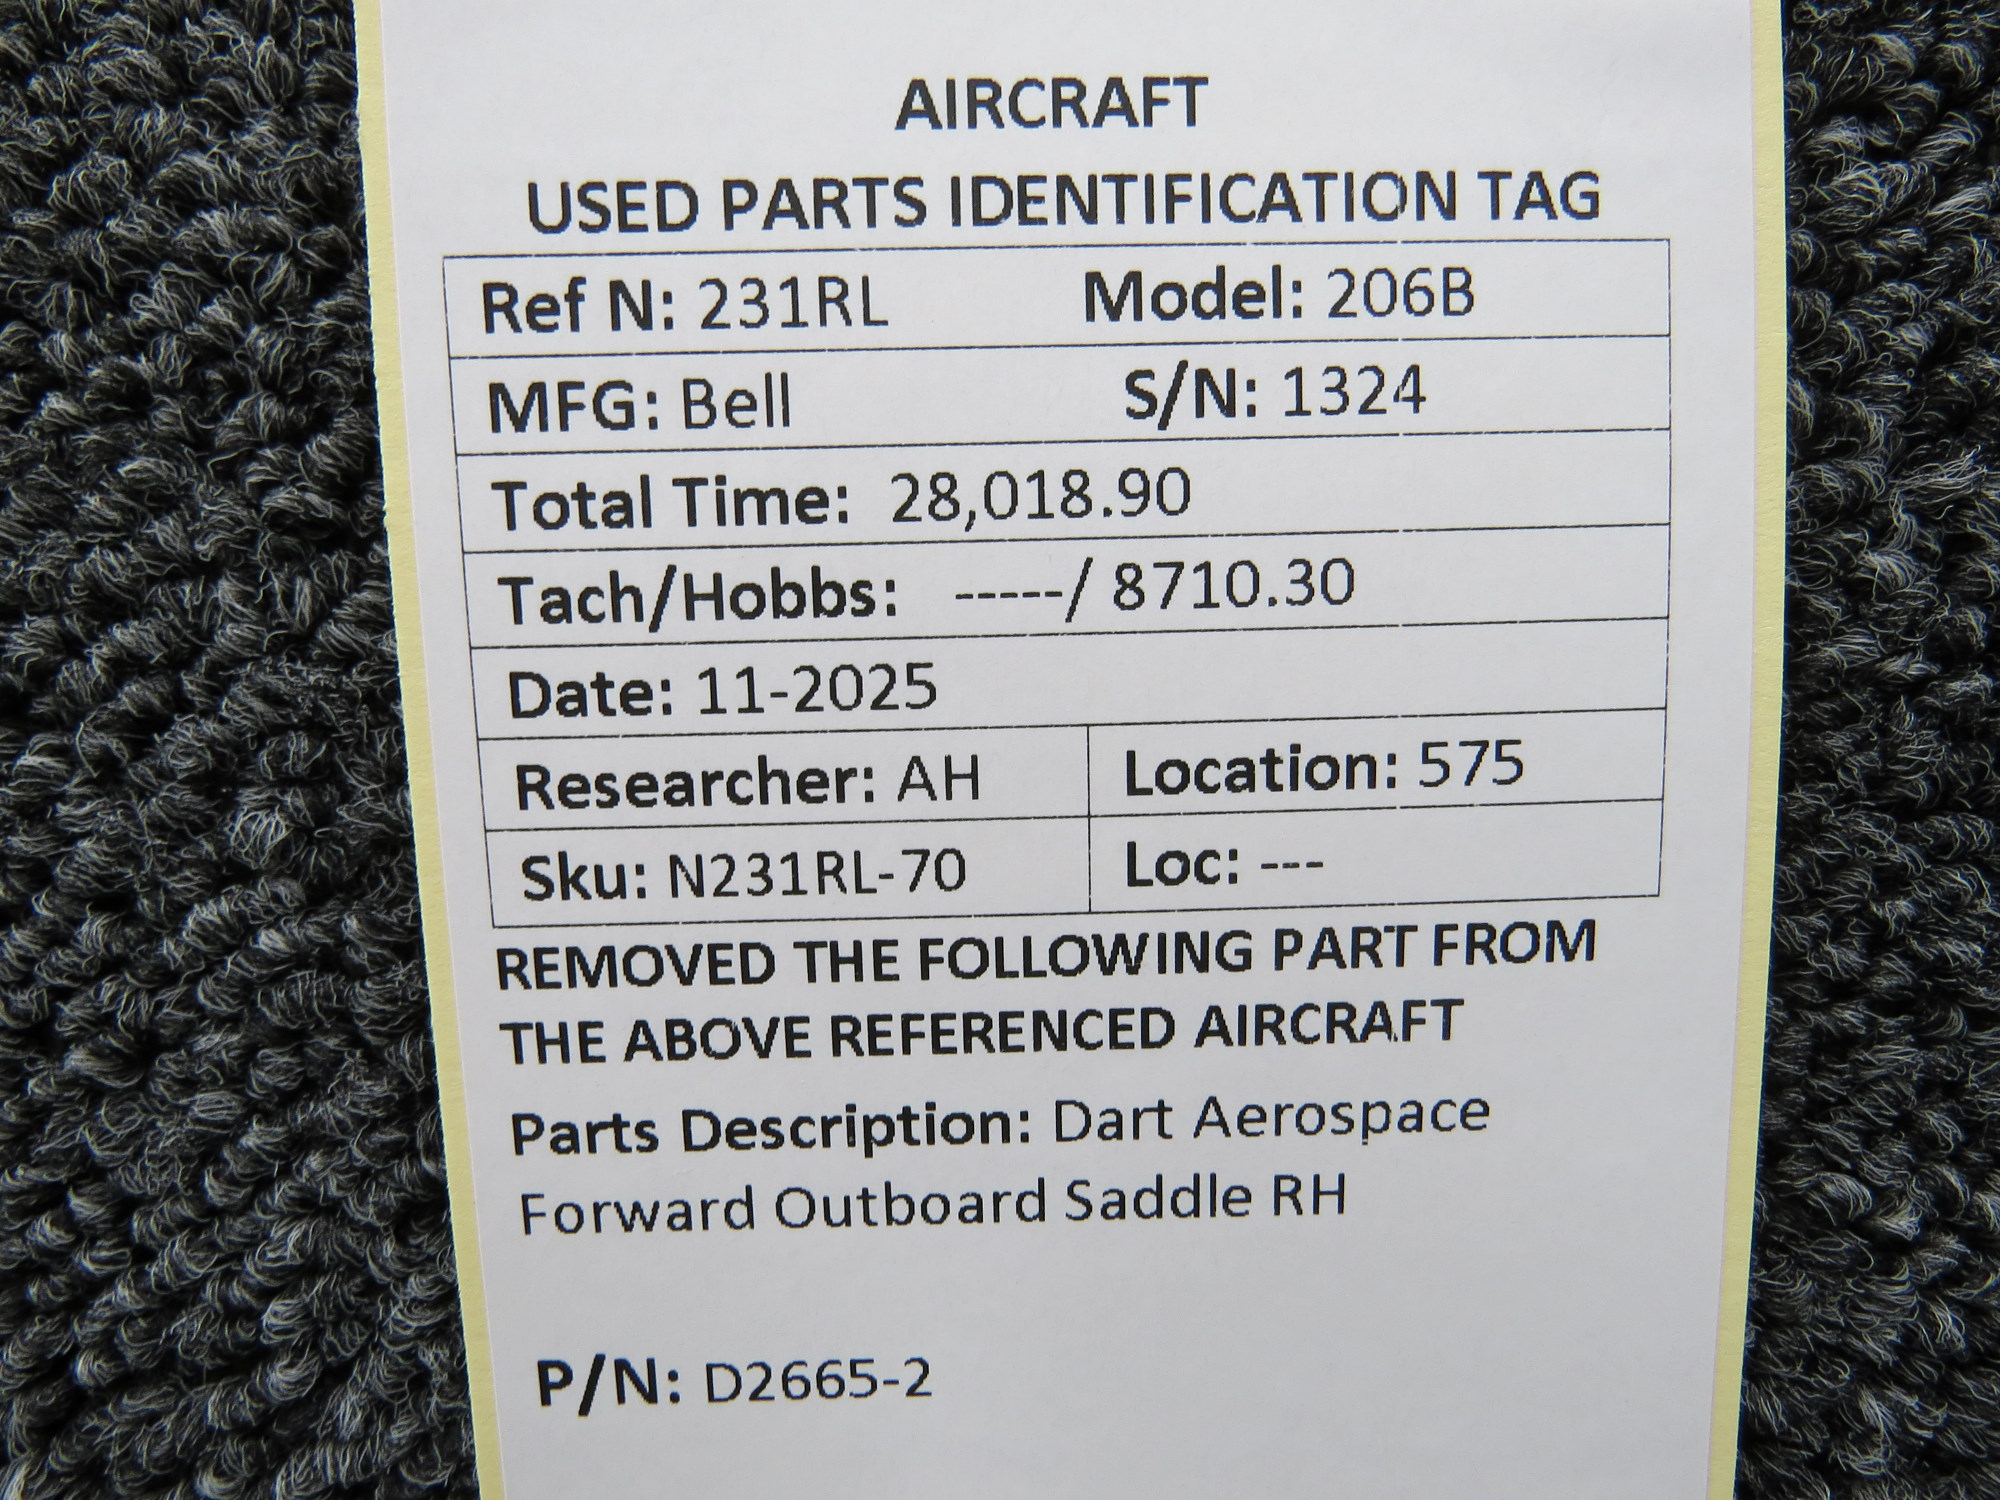 AIRCRAFT
USED PARTS IDENTIFICATION TAG
Ref N: 231RL Model: 206B
MFG: Bell S/N: 1324
Total Time: 28,018.90
Tach/Hobbs: -----/ 8710.30
Date: 11-2025
Researcher: AH Location: 575
Sku: N231RL-70 Loc: ---
REMOVED THE FOLLOWING PART FROM
THE ABOVE REFERENCED AIRCRAFT
Parts Description: Dart Aerospace
Forward Outboard Saddle RH
P/N: D2665-2